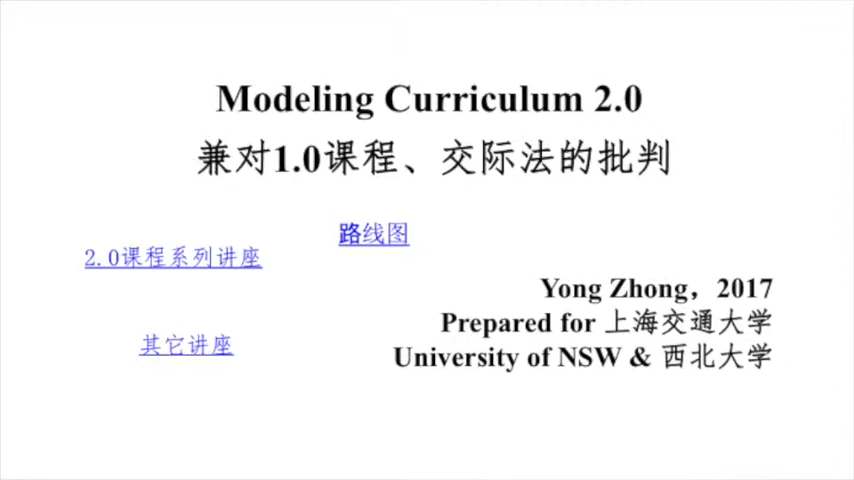 Modeling Curriculum 2.0
兼对1.0课程、交际法的批判
路线图
2.0课程系列讲座
Yong Zhong，2017
Prepared for 上海交通大学
其它讲座
University of NSW & 西北大学